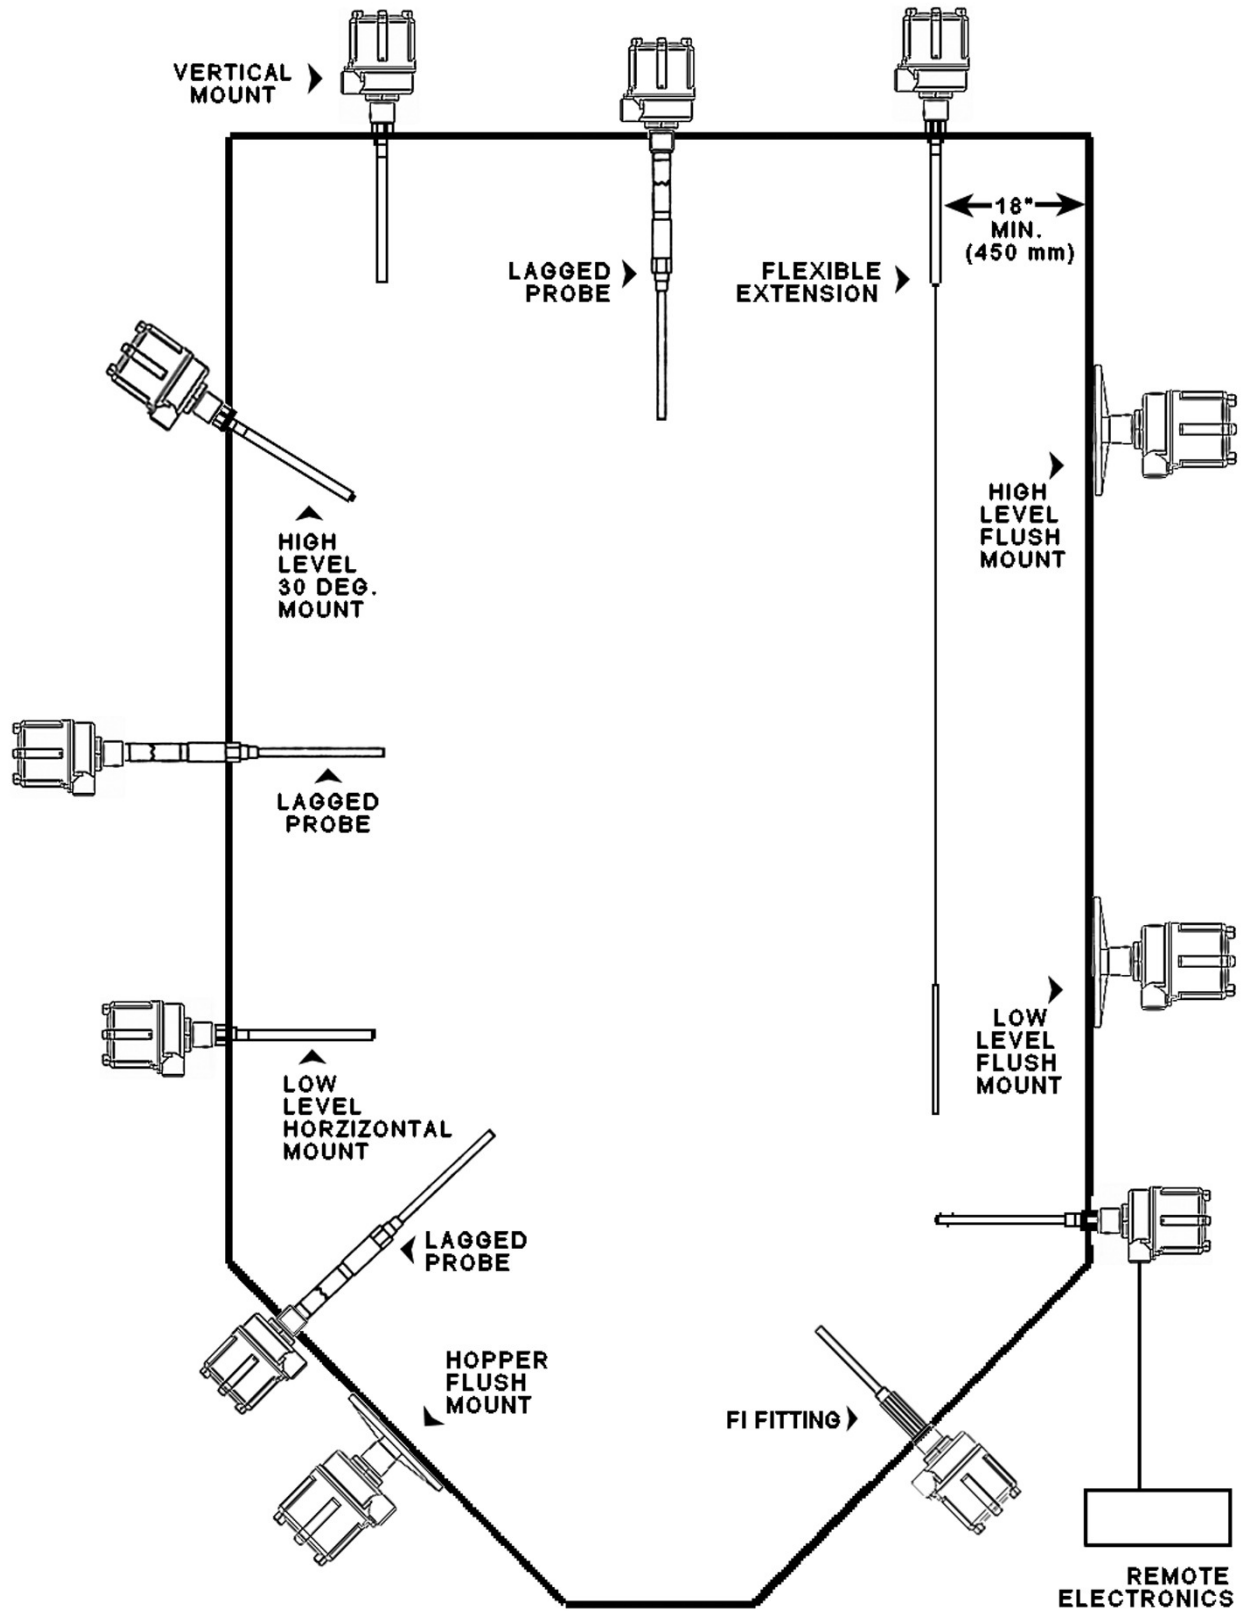 VERTICAL
MOUNT
18"
MIN.
(450 mm)
LAGGED
PROBE
FLEXIBLE
EXTENSION
HIGH
LEVEL
FLUSH
MOUNT
HIGH
LEVEL
30 DEG.
MOUNT
LAGGED
PROBE
LOW
LEVEL
FLUSH
MOUNT
LOW
LEVEL
HORZIZONTAL
MOUNT
LAGGED
PROBE
HOPPER
FLUSH
MOUNT
FI FITTING
REMOTE
ELECTRONICS